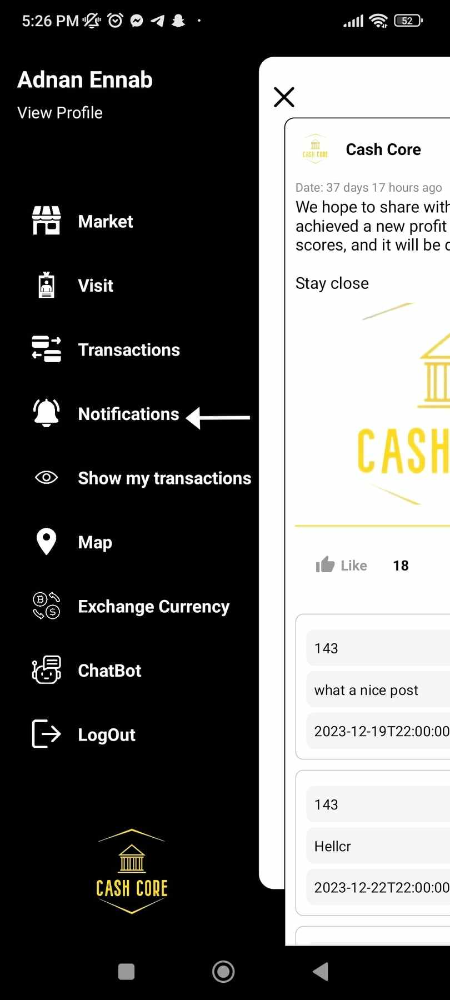 5:26 PM
52
Adnan Ennab
View Profile
Market
Visit
Transactions
Notifications
Show my transactions
Map
Exchange Currency
ChatBot
LogOut
CASH CORE
CASH CORE
Cash Core
Date: 37 days 17 hours ago
We hope to share with
achieved a new profit
scores, and it will be
Stay close
CASH
Like 18
143
what a nice post
2023-12-19T22:00:00
143
Hellcr
2023-12-22T22:00:00